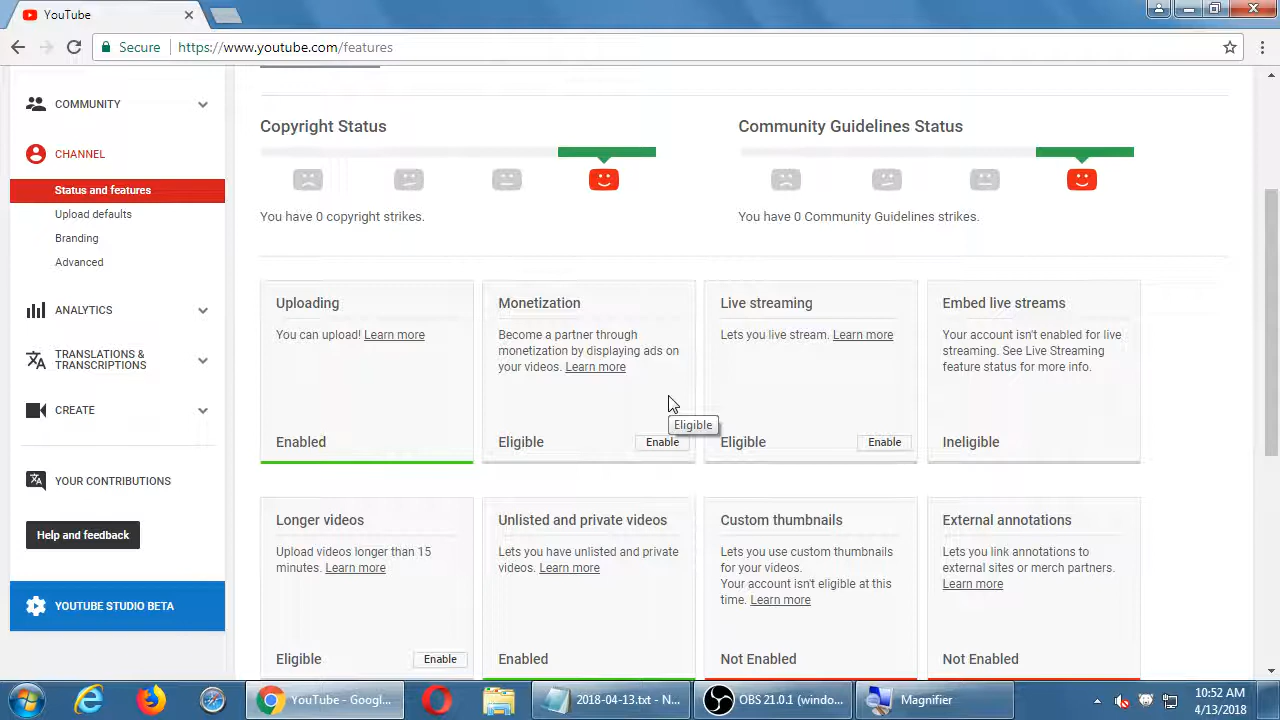 YouTube
Secure
https://www.youtube.com/features
COMMUNITY
CHANNEL
Status and features
Upload defaults
Branding
Advanced
ANALYTICS
TRANSLATIONS &
TRANSCRIPTIONS
CREATE
YOUR CONTRIBUTIONS
Help and feedback
YOUTUBE STUDIO BETA
Copyright Status
You have 0 copyright strikes.
Community Guidelines Status
You have 0 Community Guidelines strikes.
Uploading
You can upload! Learn more
Enabled
Monetization
Become a partner through
monetization by displaying ads on
your videos. Learn more
Eligible
Enable
Eligible
Live streaming
Lets you live stream. Learn more
Eligible
Enable
Embed live streams
Your account isn't enabled for live
streaming. See Live Streaming
feature status for more info.
Ineligible
Longer videos
Upload videos longer than 15
minutes. Learn more
Eligible
Enable
Unlisted and private videos
Lets you have unlisted and private
videos. Learn more
Enabled
Custom thumbnails
Lets you use custom thumbnails
for your videos.
Your account isn't eligible at this
time. Learn more
Not Enabled
External annotations
Lets you link annotations to
external sites or merch partners.
Learn more
Not Enabled
YouTube - Googl...
2018-04-13.txt - N...
OBS 21.0.1 (windo...
Magnifier
10:52 AM
4/13/2018